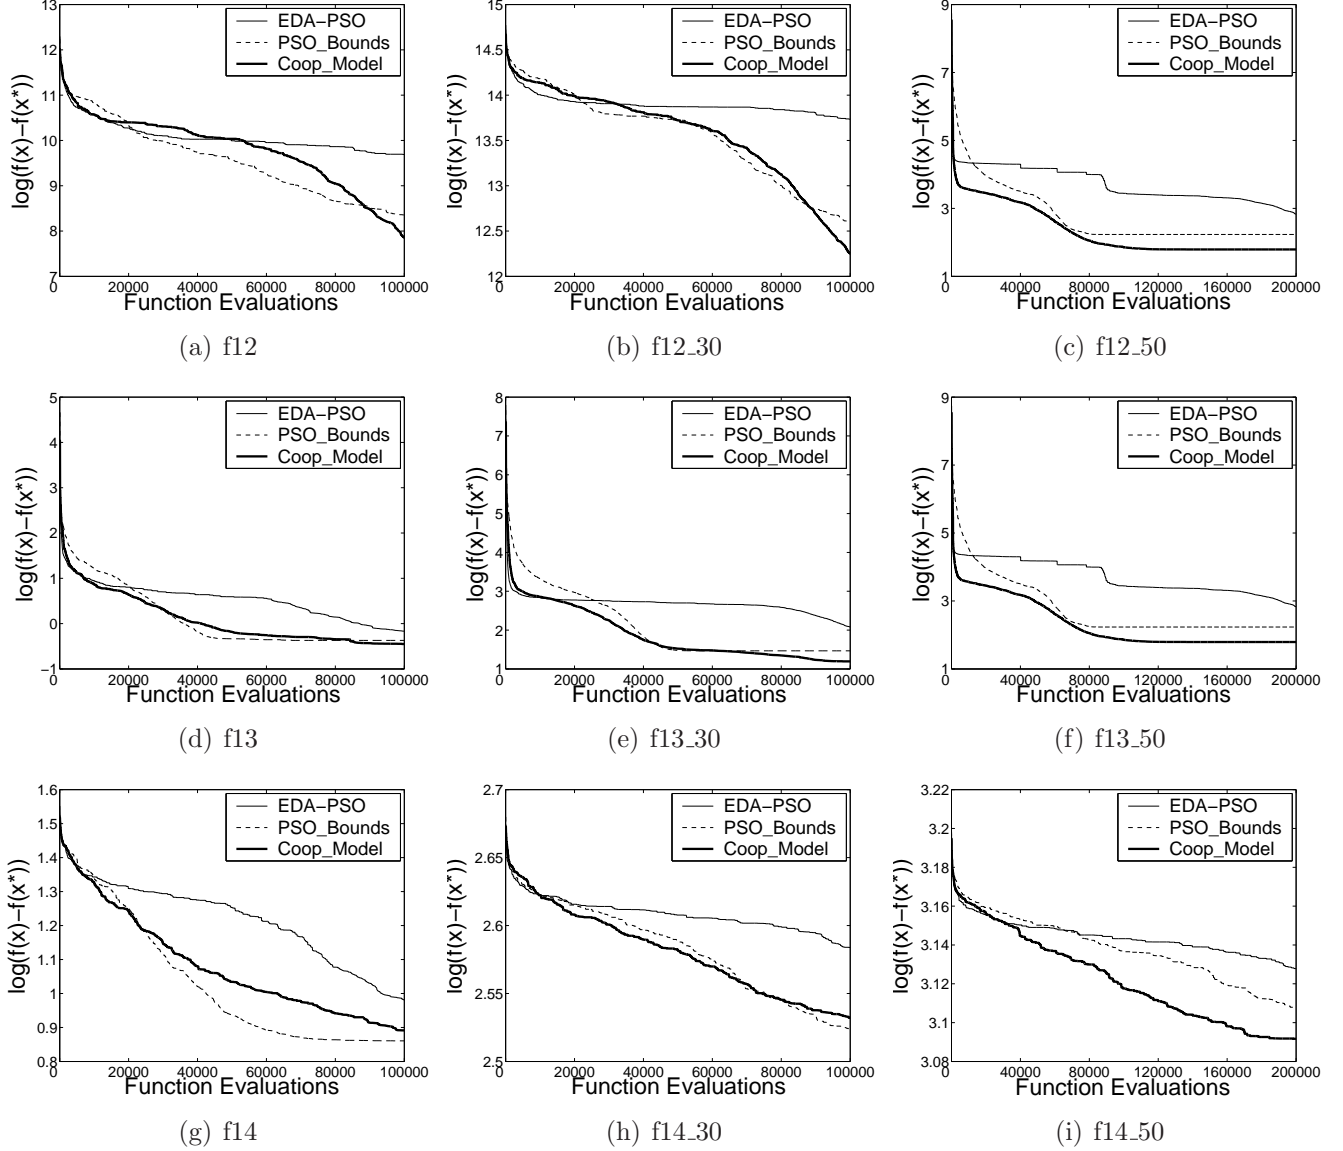 13
12
11
10
9
8
7
log(f(x)−f(x*))
0 20000 40000 60000 80000 100000
Function Evaluations
EDA−PSO
PSO_Bounds
Coop_Model
(a) f12
15
14.5
14
13.5
13
12.5
12
log(f(x)−f(x*))
0 20000 40000 60000 80000 100000
Function Evaluations
EDA−PSO
PSO_Bounds
Coop_Model
(b) f12_30
9
7
5
3
1
log(f(x)−f(x*))
0 40000 80000 120000 160000 200000
Function Evaluations
EDA−PSO
PSO_Bounds
Coop_Model
(c) f12_50
5
4
3
2
1
0
−1
log(f(x)−f(x*))
0 20000 40000 60000 80000 100000
Function Evaluations
EDA−PSO
PSO_Bounds
Coop_Model
(d) f13
8
7
6
5
4
3
2
1
log(f(x)−f(x*))
0 20000 40000 60000 80000 100000
Function Evaluations
EDA−PSO
PSO_Bounds
Coop_Model
(e) f13_30
9
7
5
3
1
log(f(x)−f(x*))
0 40000 80000 120000 160000 200000
Function Evaluations
EDA−PSO
PSO_Bounds
Coop_Model
(f) f13_50
1.6
1.5
1.4
1.3
1.2
1.1
1
0.9
0.8
log(f(x)−f(x*))
0 20000 40000 60000 80000 100000
Function Evaluations
EDA−PSO
PSO_Bounds
Coop_Model
(g) f14
2.7
2.65
2.6
2.55
2.5
log(f(x)−f(x*))
0 20000 40000 60000 80000 100000
Function Evaluations
EDA−PSO
PSO_Bounds
Coop_Model
(h) f14_30
3.22
3.2
3.18
3.16
3.14
3.12
3.1
3.08
log(f(x)−f(x*))
0 40000 80000 120000 160000 200000
Function Evaluations
EDA−PSO
PSO_Bounds
Coop_Model
(i) f14_50